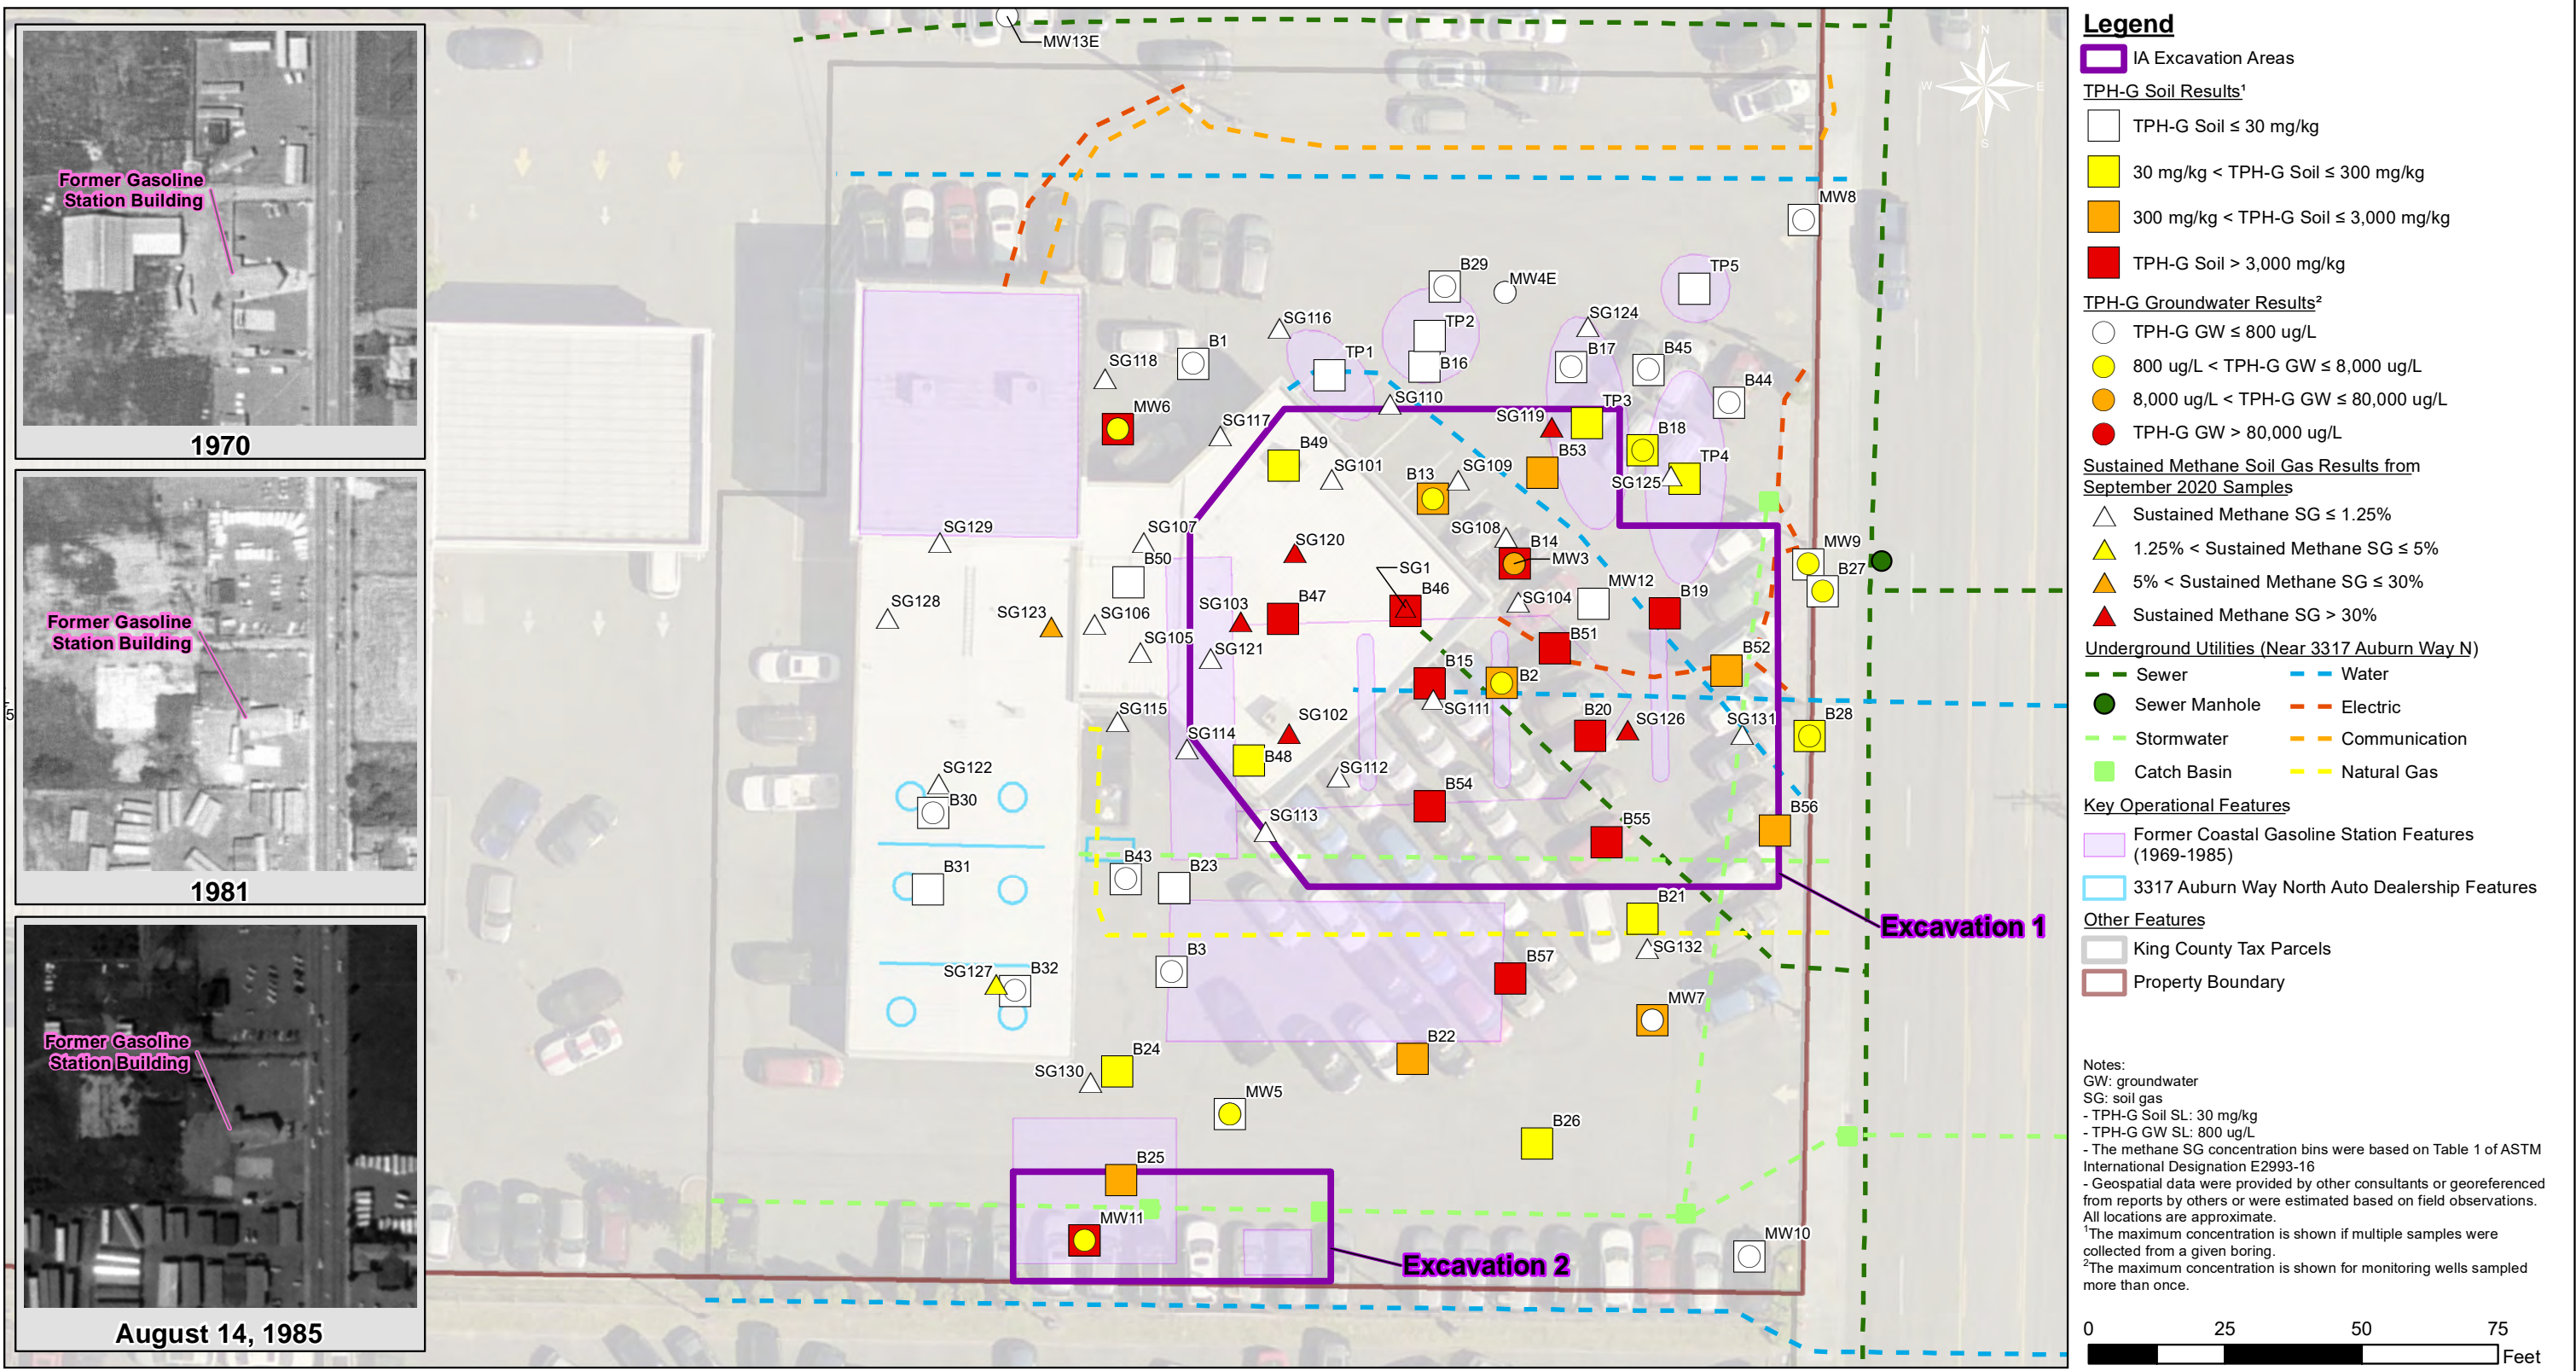 Former Gasoline
Station Building
1970
Former Gasoline
Station Building
1981
Former Gasoline
Station Building
August 14, 1985
5
MW13E
MW8
B29
MW4E
TP5
SG116
TP2
SG124
B1
TP1
B16
B17
B45
SG118
B44
SG110
MW6
SG117
SG119
TP3
B49
B18
SG101
B13
SG109
B53
TP4
SG125
SG129
SG107
SG120
SG108
B14
MW3
MW9
B50
SG1
B27
SG128
SG123
SG106
SG103
B47
B46
SG104
MW12
B19
SG105
SG121
B51
B15
B2
B52
SG115
SG111
SG114
SG102
B20
SG126
SG131
B28
B48
SG122
SG112
B30
B54
SG113
B55
B56
B43
B31
B23
B21
Excavation 1
B3
SG132
SG127
B32
B57
MW7
B24
SG130
B22
MW5
B26
B25
MW11
MW10
Excavation 2
N
W
E
S
Legend
IA Excavation Areas
TPH-G Soil Results¹
TPH-G Soil ≤ 30 mg/kg
30 mg/kg < TPH-G Soil ≤ 300 mg/kg
300 mg/kg < TPH-G Soil ≤ 3,000 mg/kg
TPH-G Soil > 3,000 mg/kg
TPH-G Groundwater Results²
TPH-G GW ≤ 800 ug/L
800 ug/L < TPH-G GW ≤ 8,000 ug/L
8,000 ug/L < TPH-G GW ≤ 80,000 ug/L
TPH-G GW > 80,000 ug/L
Sustained Methane Soil Gas Results from
September 2020 Samples
Sustained Methane SG ≤ 1.25%
1.25% < Sustained Methane SG ≤ 5%
5% < Sustained Methane SG ≤ 30%
Sustained Methane SG > 30%
Underground Utilities (Near 3317 Auburn Way N)
Sewer
Water
Sewer Manhole
Electric
Stormwater
Communication
Catch Basin
Natural Gas
Key Operational Features
Former Coastal Gasoline Station Features
(1969-1985)
3317 Auburn Way North Auto Dealership Features
Other Features
King County Tax Parcels
Property Boundary
Notes:
GW: groundwater
SG: soil gas
- TPH-G Soil SL: 30 mg/kg
- TPH-G GW SL: 800 ug/L
- The methane SG concentration bins were based on Table 1 of ASTM
International Designation E2993-16
- Geospatial data were provided by other consultants or georeferenced
from reports by others or were estimated based on field observations.
All locations are approximate.
¹The maximum concentration is shown if multiple samples were
collected from a given boring.
²The maximum concentration is shown for monitoring wells sampled
more than once.
0 25 50 75
Feet